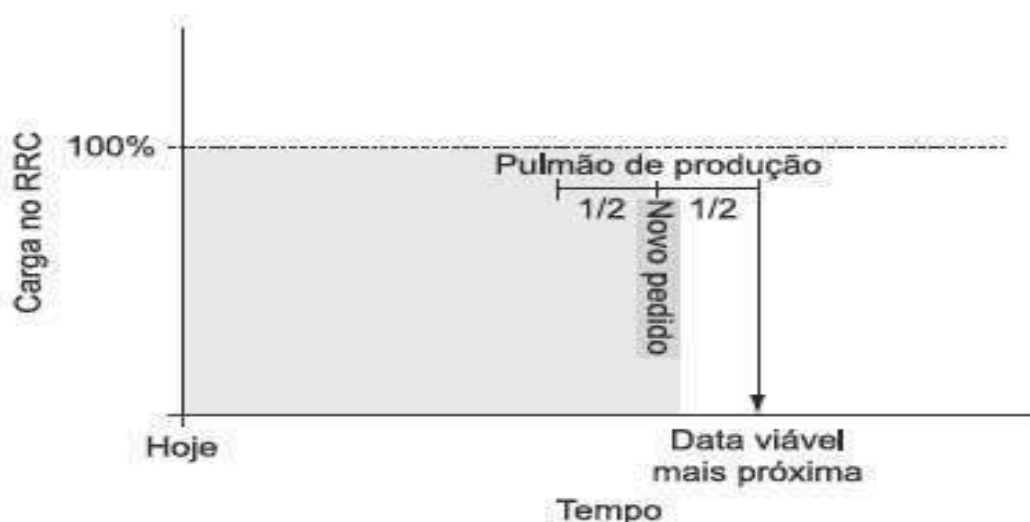 Carga no RRC
100%
Pulmão de produção
1/2
1/2
Novo pedido
Hoje
Data viável
mais próxima
Tempo